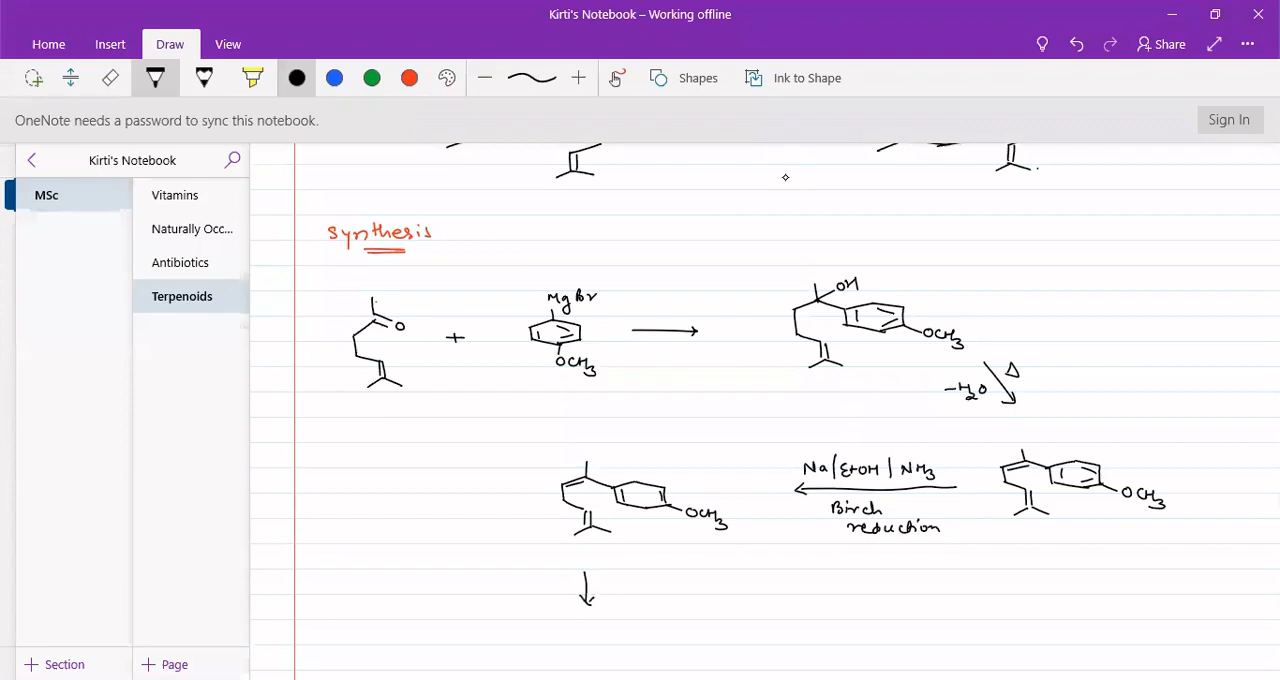 Kirti's Notebook – Working offline
Home Insert Draw View
Share
Shapes Ink to Shape
OneNote needs a password to sync this notebook.
Sign In
Kirti's Notebook
MSc
Vitamins
Naturally Occ...
Antibiotics
Terpenoids
Synthesis
MgBr
OH
O
+
OCH3
OCH3
-H2O Δ
Na|EtOH|NH3
Birch
reduction
OCH3
OCH3
+ Section
+ Page